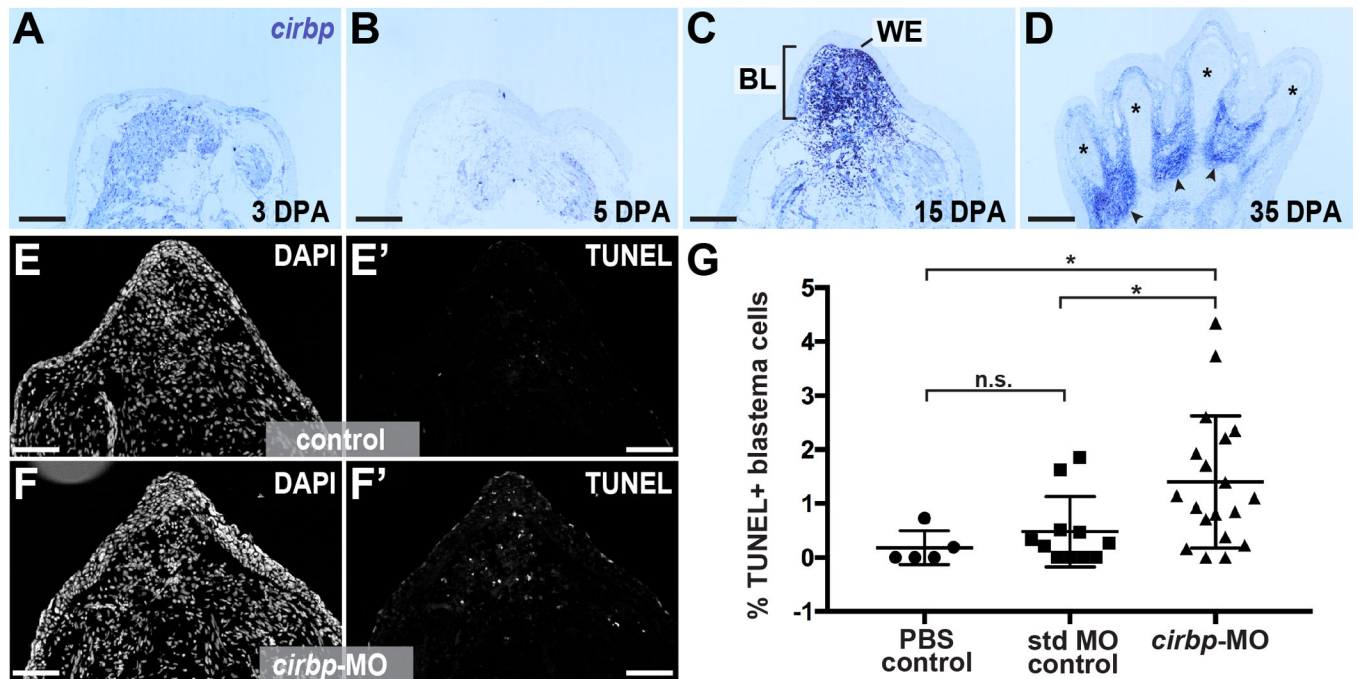 A
cirbp
3 DPA
B
5 DPA
C
WE
BL
15 DPA
D
* * * *
35 DPA
E
DAPI
E’
TUNEL
control
F
DAPI
F’
TUNEL
cirbp-MO
G
*
*
n.s.
% TUNEL+ blastema cells
5
4
3
2
1
0
-1
PBS
control
std MO
control
cirbp-MO